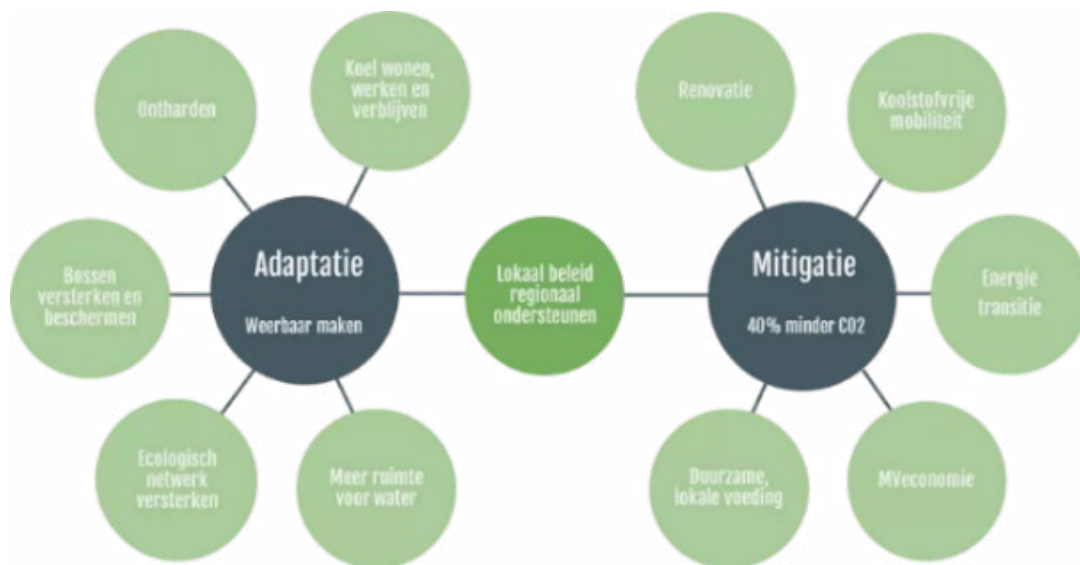 Ontharden
Koel wonen,
werken en
verblijven
Bossen
versterken en
beschermen
Adaptatie
Weerbaar maken
Ecologisch
netwerk
versterken
Meer ruimte
voor water
Lokaal beleid
regionaal
ondersteunen
Renovatie
Koolstofvrije
mobiliteit
Mitigatie
40% minder CO2
Energie
transitie
Duurzame,
lokale voeding
MVeconomie